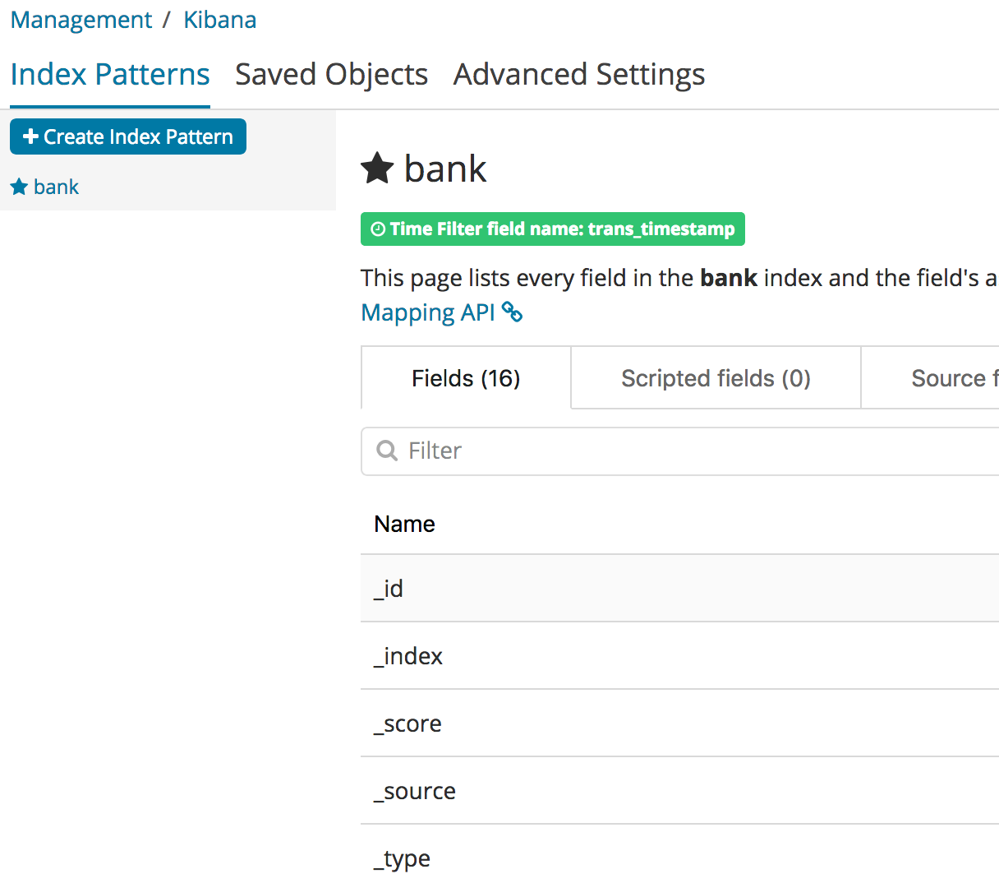 Management / Kibana
Index Patterns Saved Objects Advanced Settings
Create Index Pattern
bank
bank
Time Filter field name: trans_timestamp
This page lists every field in the bank index and the field's a
Mapping API
Fields (16) Scripted fields (0) Source f
Filter
Name
_id
_index
_score
_source
_type